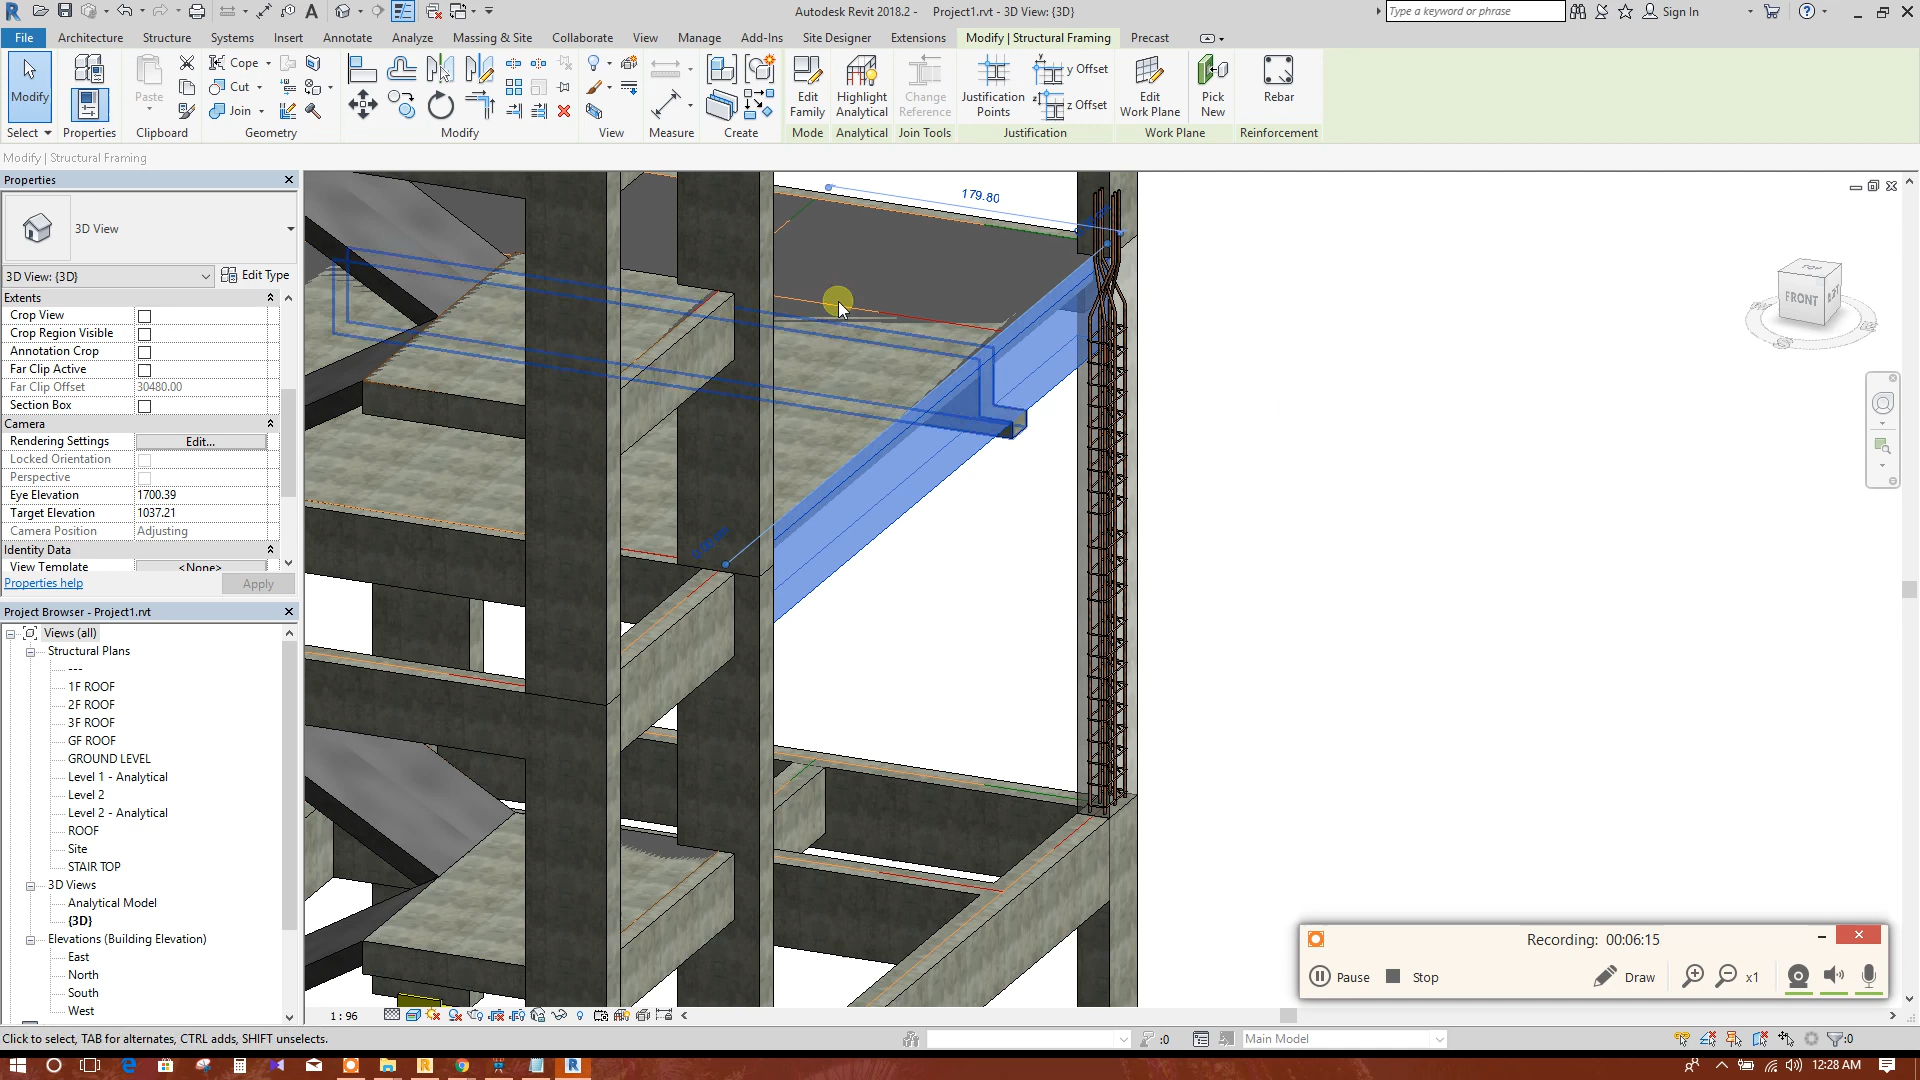 Autodesk Revit 2018.2 - Project1.rvt - 3D View: {3D}
Type a keyword or phrase
Sign In
File Architecture Structure Systems Insert Annotate Analyze Massing & Site Collaborate View Manage Add-Ins Site Designer Extensions Modify | Structural Framing Precast
Modify
Paste
Cope
Cut
Join
Edit Family
Highlight Analytical
Change Reference
Justification Points
y Offset
z Offset
Edit Work Plane
Pick New
Rebar
Select Properties Clipboard Geometry Modify View Measure Create Mode Analytical Join Tools Justification Work Plane Reinforcement
Modify | Structural Framing
Properties
3D View
3D View: {3D}
Edit Type
Extents
Crop View
Crop Region Visible
Annotation Crop
Far Clip Active
Far Clip Offset 30480.00
Section Box
Camera
Rendering Settings Edit...
Locked Orientation
Perspective
Eye Elevation 1700.39
Target Elevation 1037.21
Camera Position Adjusting
Identity Data
View Template <None>
Properties help
Apply
Project Browser - Project1.rvt
Views (all)
Structural Plans
---
1F ROOF
2F ROOF
3F ROOF
GF ROOF
GROUND LEVEL
Level 1 - Analytical
Level 2
Level 2 - Analytical
ROOF
Site
STAIR TOP
3D Views
Analytical Model
{3D}
Elevations (Building Elevation)
East
North
South
West
179.80
TOP
FRONT
Recording: 00:06:15
Pause
Stop
Draw
x1
1 : 96
Click to select, TAB for alternates, CTRL adds, SHIFT unselects.
:0
Main Model
:0
12:28 AM